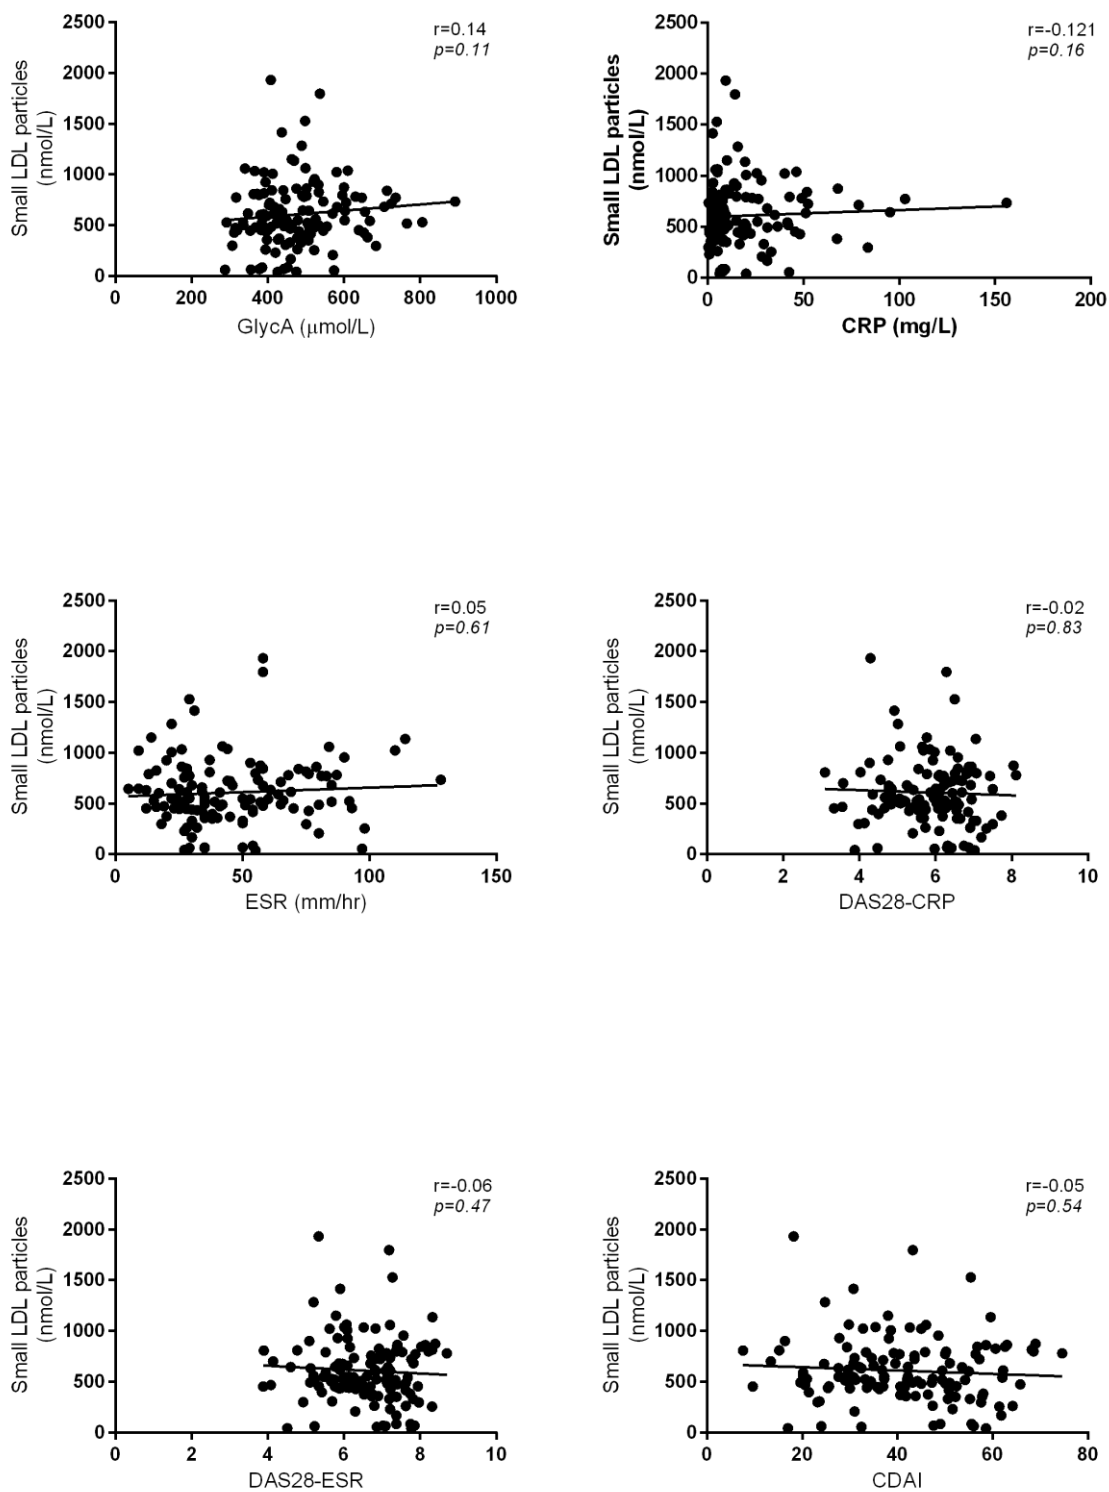 2500
2000
1500
1000
500
0
Small LDL particles
(nmol/L)
r=0.14
p=0.11
0 200 400 600 800 1000
GlycA (μmol/L)
2500
2000
1500
1000
500
0
Small LDL particles
(nmol/L)
r=-0.121
p=0.16
0 50 100 150 200
CRP (mg/L)
2500
2000
1500
1000
500
0
Small LDL particles
(nmol/L)
r=0.05
p=0.61
0 50 100 150
ESR (mm/hr)
2500
2000
1500
1000
500
0
Small LDL particles
(nmol/L)
r=-0.02
p=0.83
0 2 4 6 8 10
DAS28-CRP
2500
2000
1500
1000
500
0
Small LDL particles
(nmol/L)
r=-0.06
p=0.47
0 2 4 6 8 10
DAS28-ESR
2500
2000
1500
1000
500
0
Small LDL particles
(nmol/L)
r=-0.05
p=0.54
0 20 40 60 80
CDAI